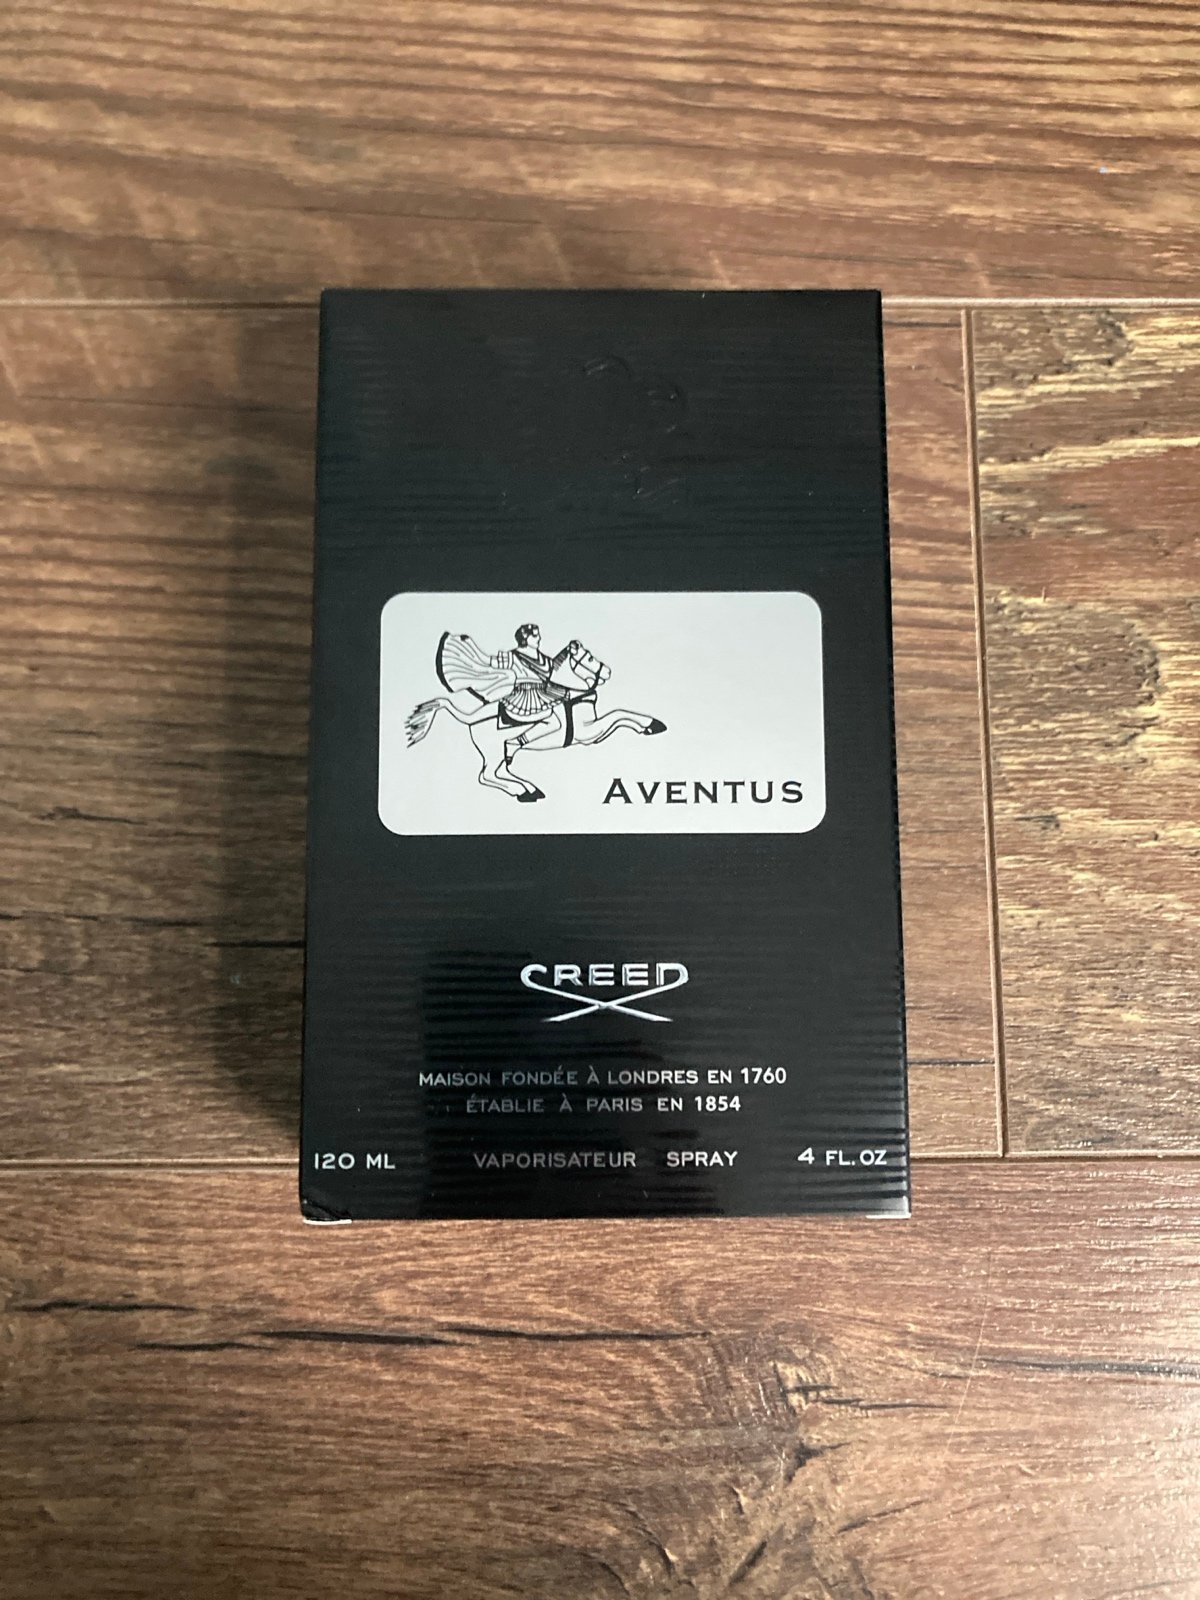 AVENTUS
CREED
MAISON FONDÉE À LONDRES EN 1760
ÉTABLIE À PARIS EN 1854
120 ML VAPORISATEUR SPRAY 4 FL.OZ